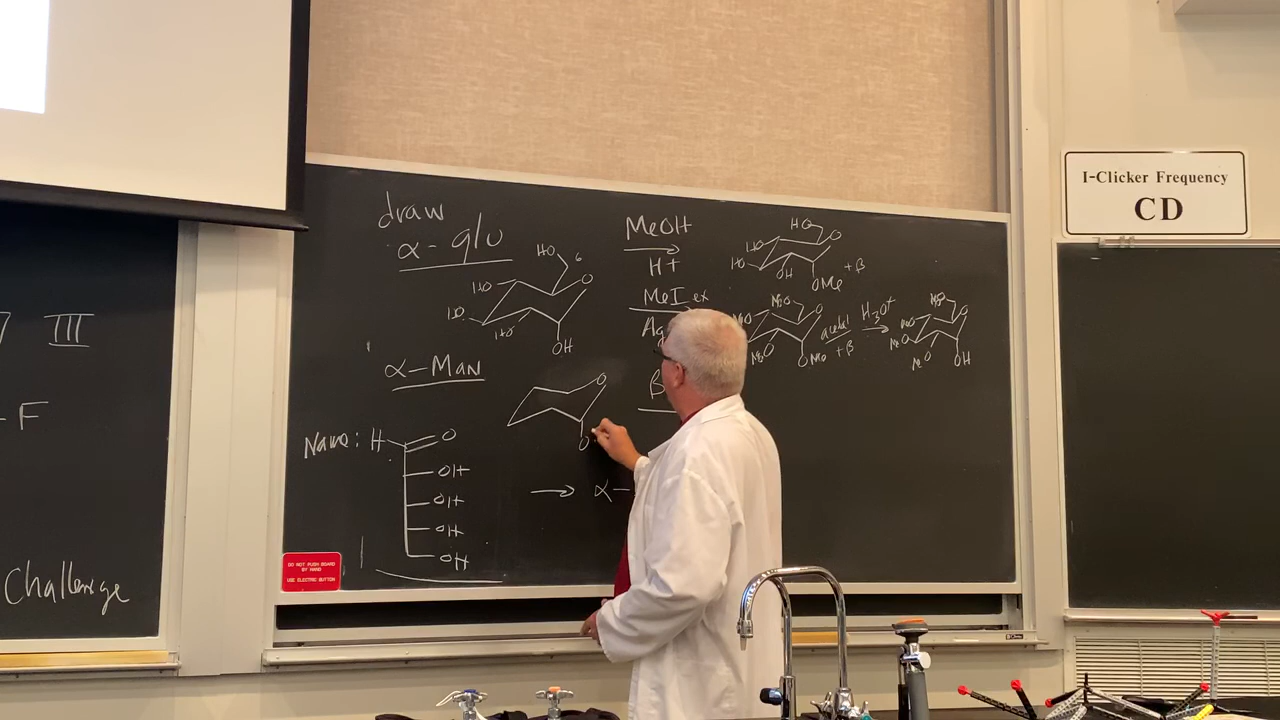 draw
α-glu
HO
6
O
HO
HO
HO
OH
MeOH
H+
MeI ex
Ag
HO
O
HO
HO
OH
OMe
+β
MeO
O
MeO
MeO
OMe
acetal
+β
H3O+
MeO
O
MeO
MeO
MeO
OH
α-Man
O
O
Name: H
O
OH
OH
OH
OH
α-
III
-F
Challenge
DO NOT PUSH BOARD
BY HAND
USE ELECTRIC BUTTON
I-Clicker Frequency
CD